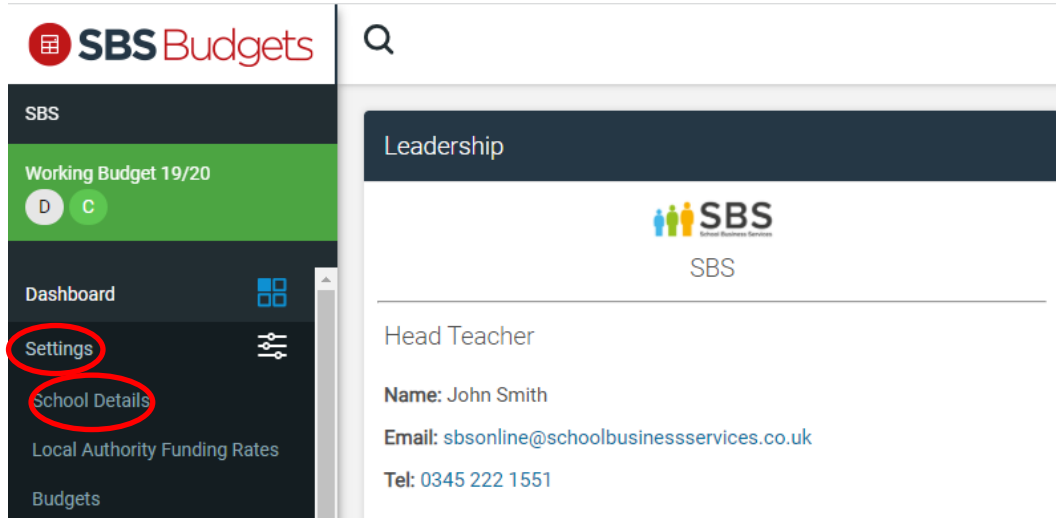 SBS Budgets
SBS
Working Budget 19/20
D C
Dashboard
Settings
School Details
Local Authority Funding Rates
Budgets
Leadership
SBS
School Business Services
SBS
Head Teacher
Name: John Smith
Email: sbsonline@schoolbusinessservices.co.uk
Tel: 0345 222 1551